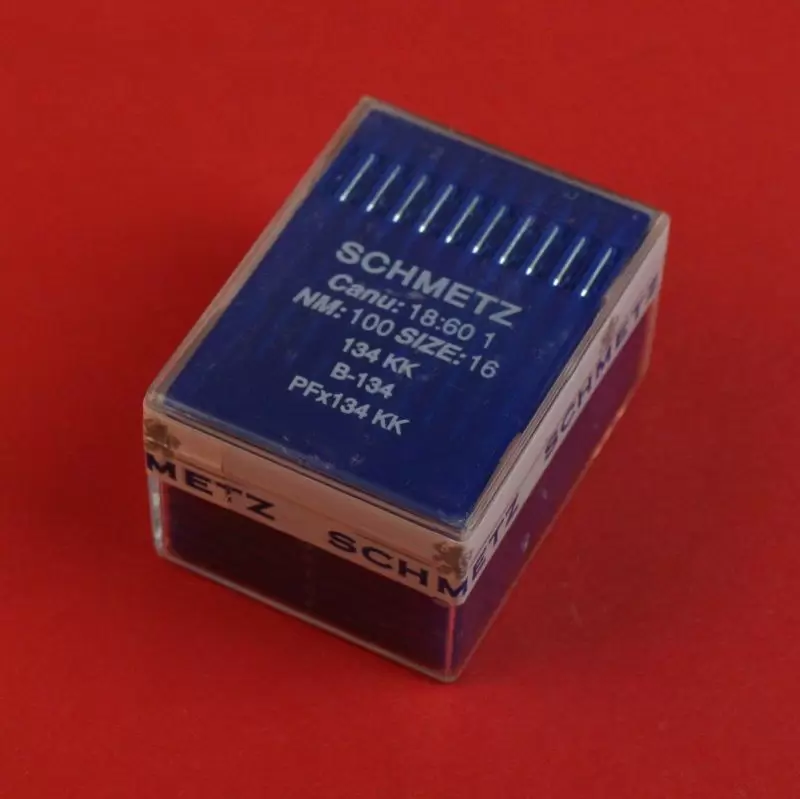 SCHMETZ
Canu: 18:60 1
NM: 100 SIZE: 16
134 KK
B-134
PFx134 KK
METZ SCHMETZ SCHMETZ